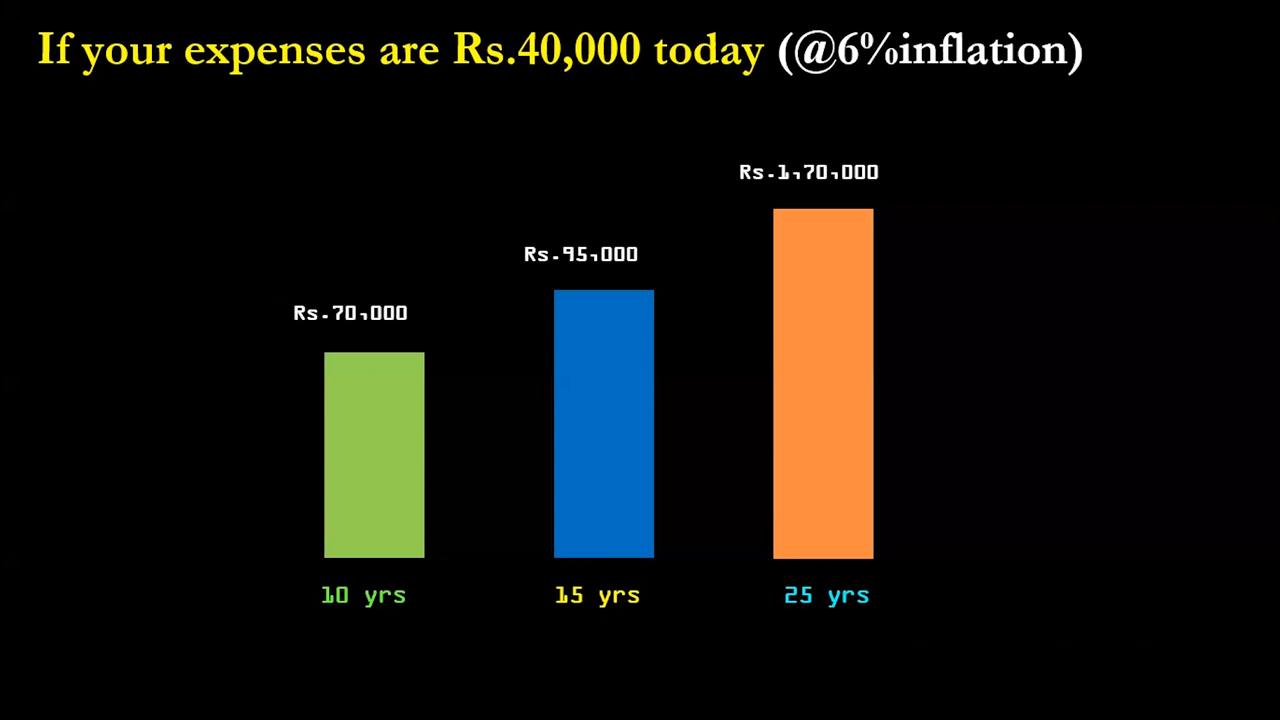 If your expenses are Rs.40,000 today (@6%inflation)
Rs.1,70,000
Rs.95,000
Rs.70,000
10 yrs
15 yrs
25 yrs